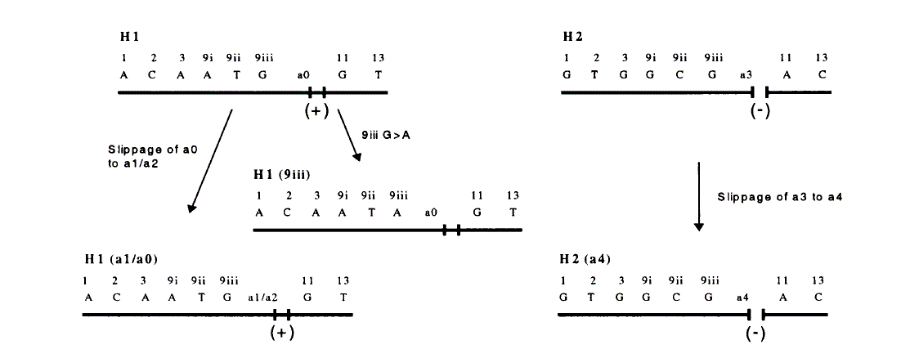 H1
1 2 3 9i 9ii 9iii 11 13
A C A A T G a0 G T
(+)
Slippage of a0
to a1/a2
9iii G>A
H1 (9iii)
1 2 3 9i 9ii 9iii 11 13
A C A A T A a0 G T
H1 (a1/a0)
1 2 3 9i 9ii 9iii 11 13
A C A A T G a1/a2 G T
(+)
H2
1 2 3 9i 9ii 9iii 11 13
G T G G C G a3 A C
(-)
Slippage of a3 to a4
H2 (a4)
1 2 3 9i 9ii 9iii 11 13
G T G G C G a4 A C
(-)